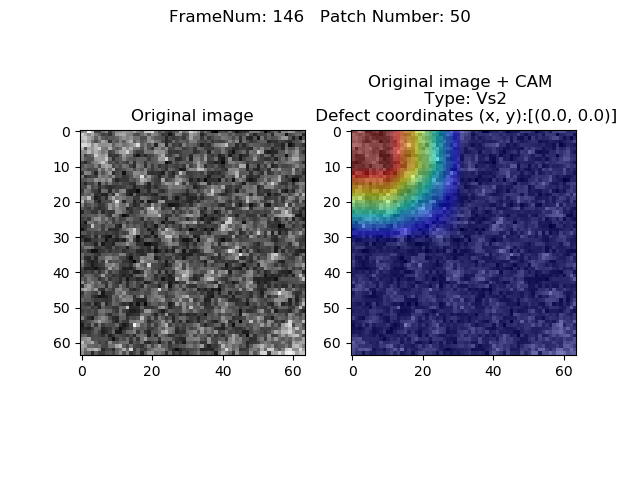 FrameNum: 146   Patch Number: 50
Original image
Original image + CAM
Type: Vs2
Defect coordinates (x, y):[(0.0, 0.0)]
0
10
20
30
40
50
60
0 20 40 60
0
10
20
30
40
50
60
0 20 40 60